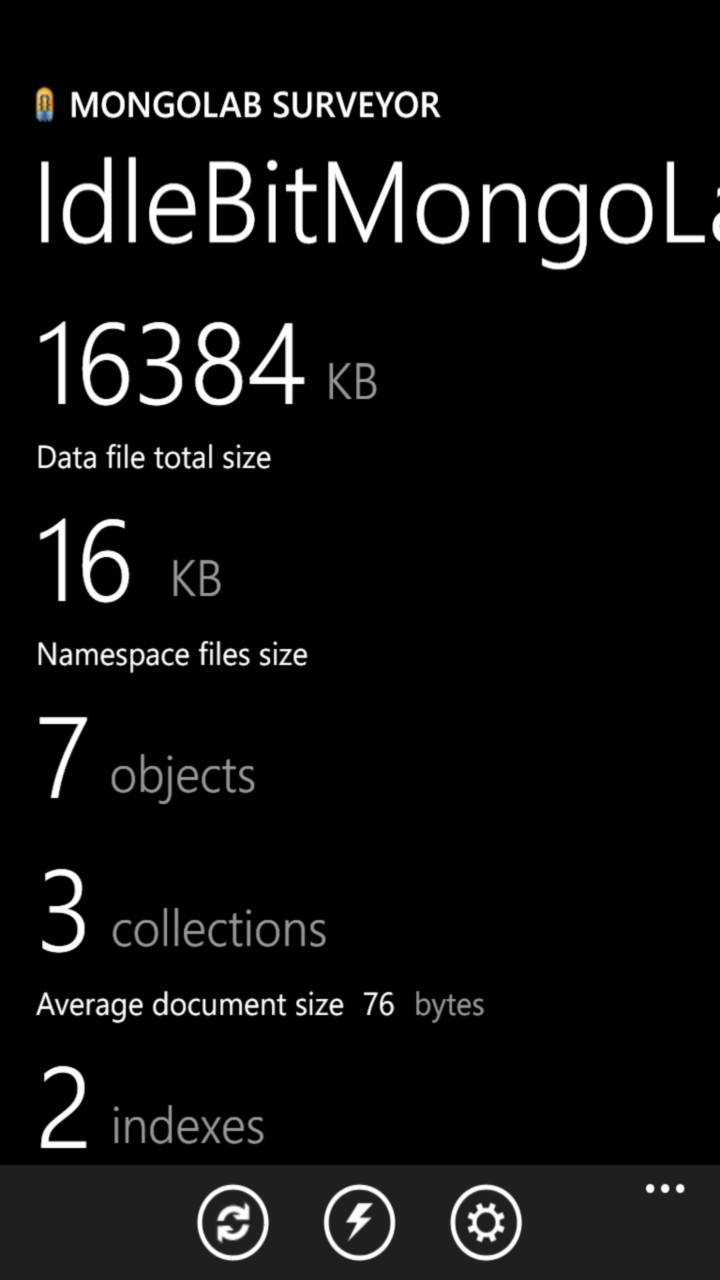 MONGOLAB SURVEYOR
IdleBitMongoLa
16384 KB
Data file total size
16 KB
Namespace files size
7 objects
3 collections
Average document size 76 bytes
2 indexes